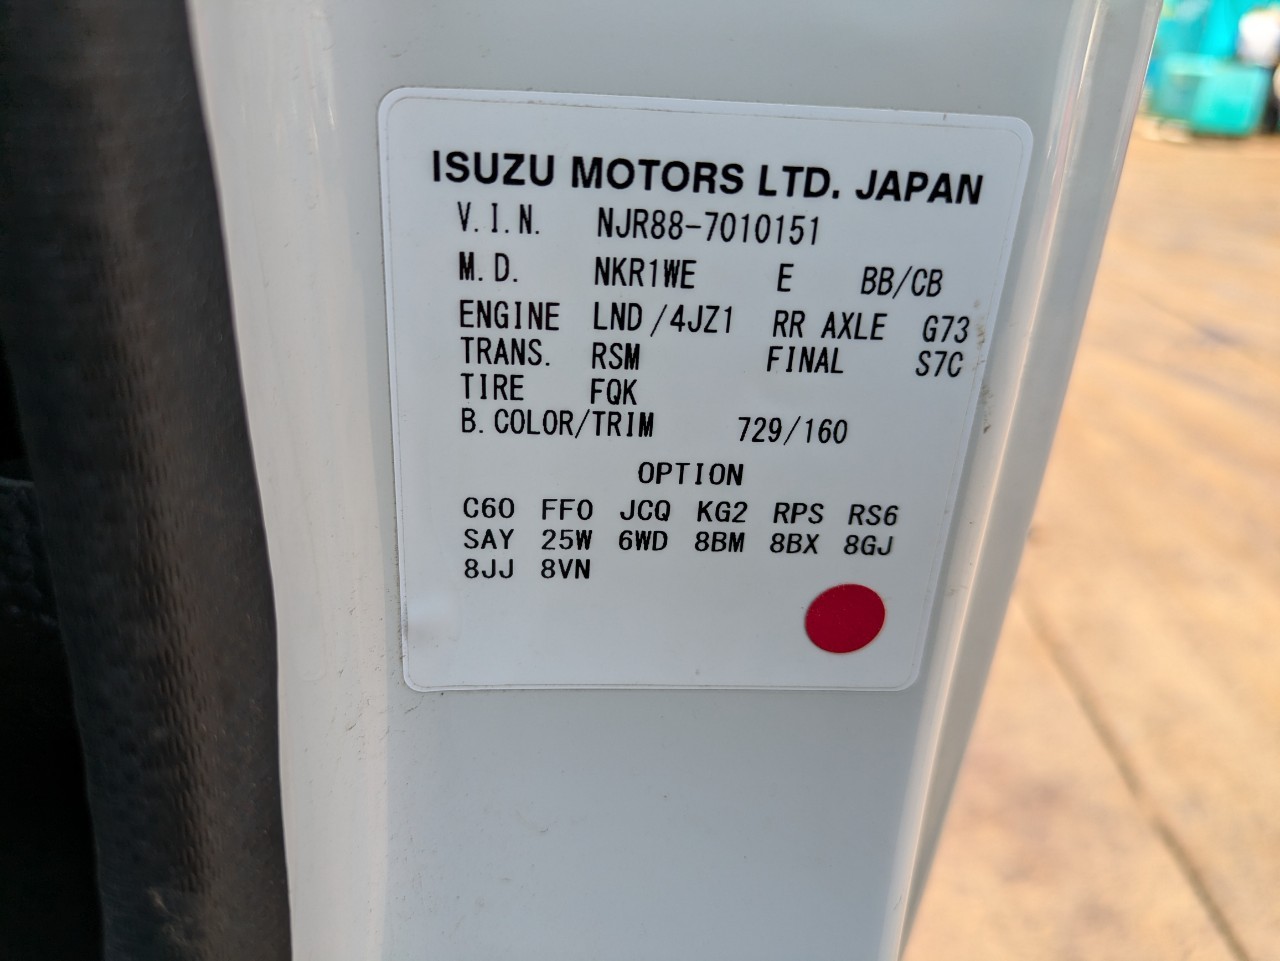 ISUZU MOTORS LTD. JAPAN
V.I.N. NJR88-7010151
M.D. NKR1WE E BB/CB
ENGINE LND/4JZ1 RR AXLE G73
TRANS. RSM FINAL S7C
TIRE FQK
B.COLOR/TRIM 729/160
OPTION
C60 FF0 JCQ KG2 RPS RS6
SAY 25W 6WD 8BM 8BX 8GJ
8JJ 8VN